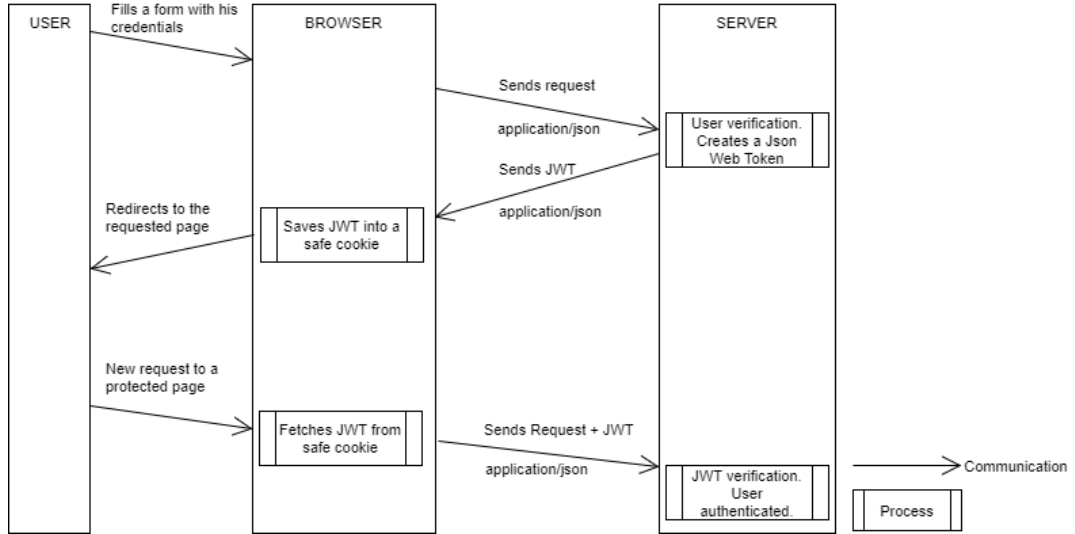 USER
Fills a form with his
credentials
BROWSER
SERVER
Sends request
application/json
User verification.
Creates a Json
Web Token
Sends JWT
application/json
Saves JWT into a
safe cookie
Redirects to the
requested page
New request to a
protected page
Fetches JWT from
safe cookie
Sends Request + JWT
application/json
JWT verification.
User
authenticated.
Communication
Process